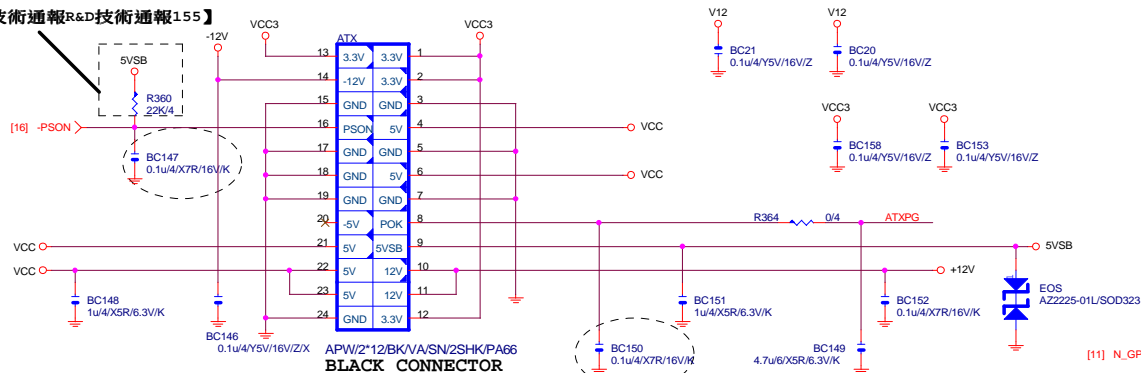 技術通報R&D技術通報155】
5VSB
R360
22K/4
[16] -PSON
BC147
0.1u/4/X7R/16V/K
-12V
VCC3
ATX
VCC3
13 3.3V 3.3V 1
14 -12V 3.3V 2
15 GND GND 3
16 PSON 5V 4
17 GND GND 5
18 GND 5V 6
19 GND GND 7
20 -5V POK 8
21 5V 5VSB 9
22 5V 12V 10
23 5V 12V 11
24 GND 3.3V 12
APW/2*12/BK/VA/SN/2SHK/PA66
BLACK CONNECTOR
VCC
VCC
VCC
VCC
BC148
1u/4/X5R/6.3V/K
BC146
0.1u/4/Y5V/16V/Z/X
V12
BC21
0.1u/4/Y5V/16V/Z
V12
BC20
0.1u/4/Y5V/16V/Z
VCC3
BC158
0.1u/4/Y5V/16V/Z
VCC3
BC153
0.1u/4/Y5V/16V/Z
R364 0/4 ATXPG
5VSB
+12V
BC151
1u/4/X5R/6.3V/K
BC152
0.1u/4/X7R/16V/K
EOS
AZ2225-01L/SOD323
BC150
0.1u/4/X7R/16V/K
BC149
4.7u/6/X5R/6.3V/K
[11] N_GP